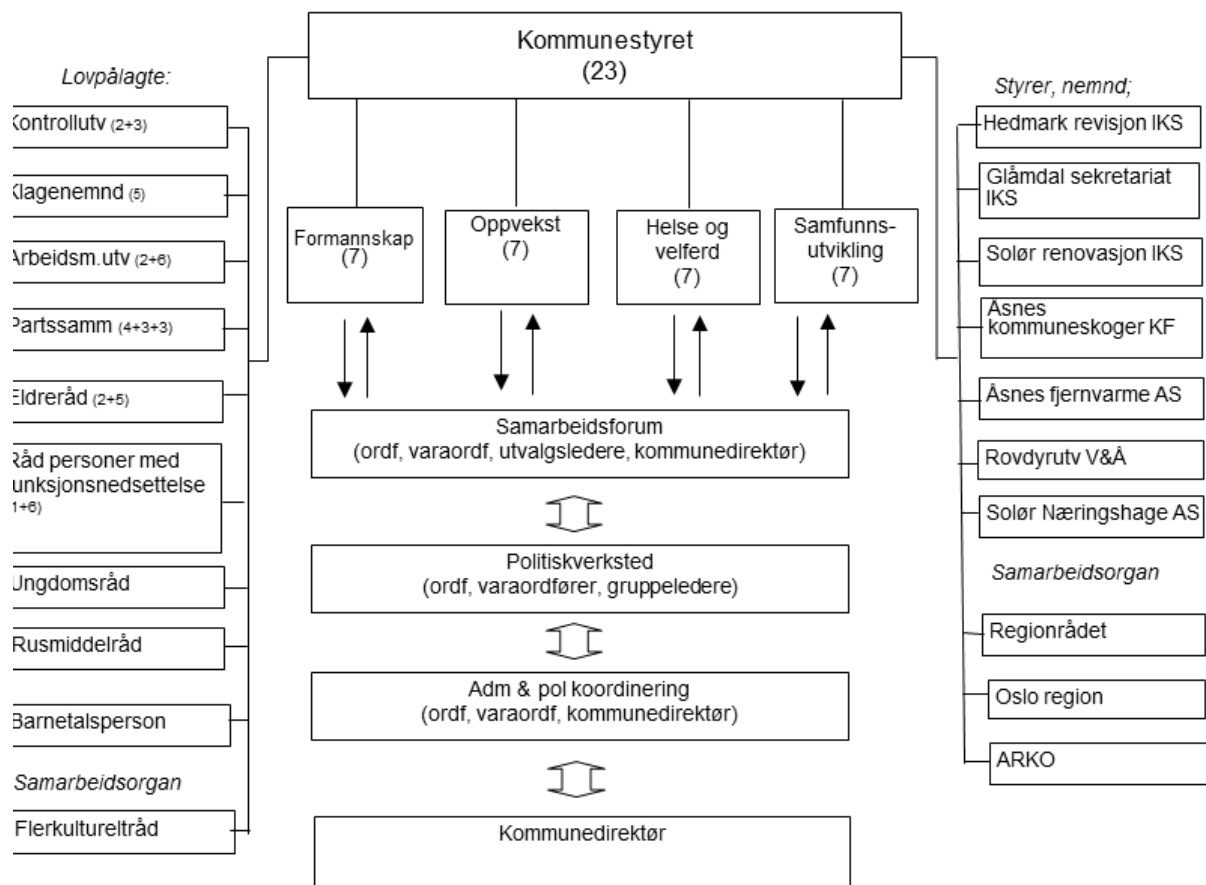 Kommunestyret
(23)
Lovpålagte:
Kontrollutv (2+3)
Klagenemnd (5)
Arbeidsm.utv (2+6)
Partssamm (4+3+3)
Eldreråd (2+5)
Råd personer med
unksjonsnedsettelse
1+6)
Ungdomsråd
Rusmiddelråd
Barnetalsperson
Samarbeidsorgan
Flerkultureltråd
Formannskap
(7)
Oppvekst
(7)
Helse og
velferd
(7)
Samfunns-
utvikling
(7)
Samarbeidsforum
(ordf, varaordf, utvalgsledere, kommunedirektør)
Politiskverksted
(ordf, varaordfører, gruppeledere)
Adm & pol koordinering
(ordf, varaordf, kommunedirektør)
Kommunedirektør
Styrer, nemnd;
Hedmark revisjon IKS
Glåmdal sekretariat
IKS
Solør renovasjon IKS
Åsnes
kommuneskoger KF
Åsnes fjernvarme AS
Rovdyrutv V&Å
Solør Næringshage AS
Samarbeidsorgan
Regionrådet
Oslo region
ARKO